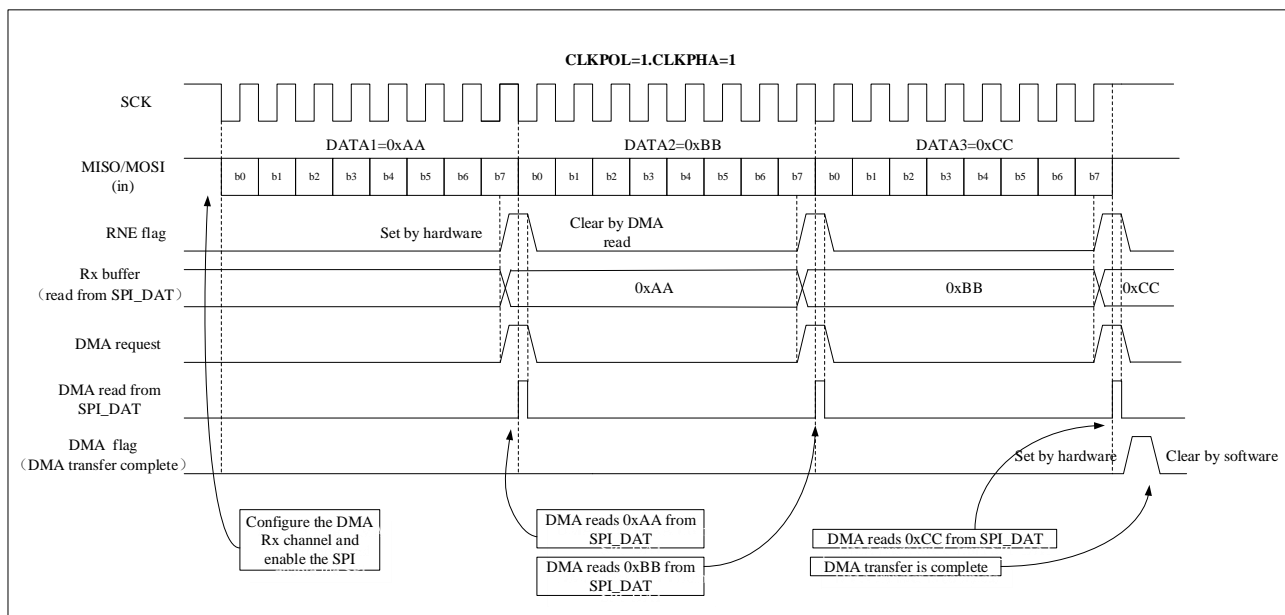 CLKPOL=1.CLKPHA=1
SCK
DATA1=0xAA DATA2=0xBB DATA3=0xCC
MISO/MOSI
(in)
b0 b1 b2 b3 b4 b5 b6 b7 b0 b1 b2 b3 b4 b5 b6 b7 b0 b1 b2 b3 b4 b5 b6 b7
RNE flag
Set by hardware
Clear by DMA
read
Rx buffer
（read from SPI_DAT）
0xAA 0xBB 0xCC
DMA request
DMA read from
SPI_DAT
DMA flag
（DMA transfer complete）
Set by hardware Clear by software
Configure the DMA
Rx channel and
enable the SPI
DMA reads 0xAA from
SPI_DAT
DMA reads 0xBB from
SPI_DAT
DMA reads 0xCC from SPI_DAT
DMA transfer is complete